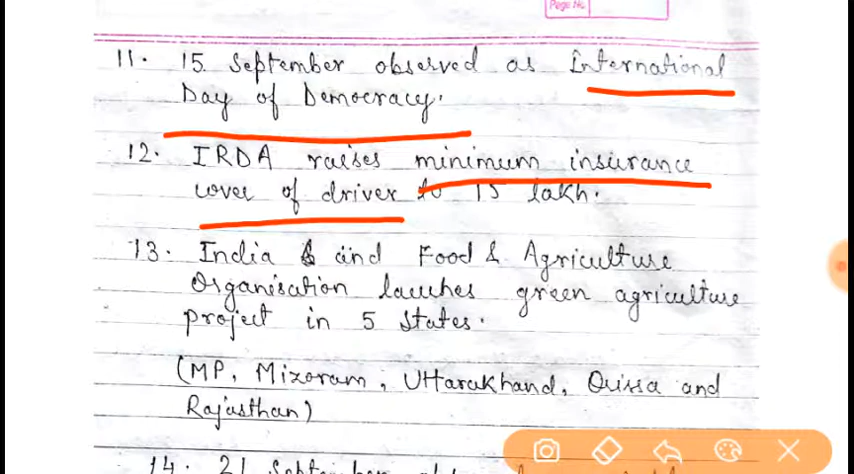 Page No.
11. 15 September observed as International
Day of Democracy.
12. IRDA raises minimum insurance
cover of driver to 15 lakh.
13. India & and Food & Agriculture
Organisation lauches green agriculture
project in 5 states.
(MP, Mizoram, Uttarakhand, Orissa and
Rajasthan)
14. 21 September